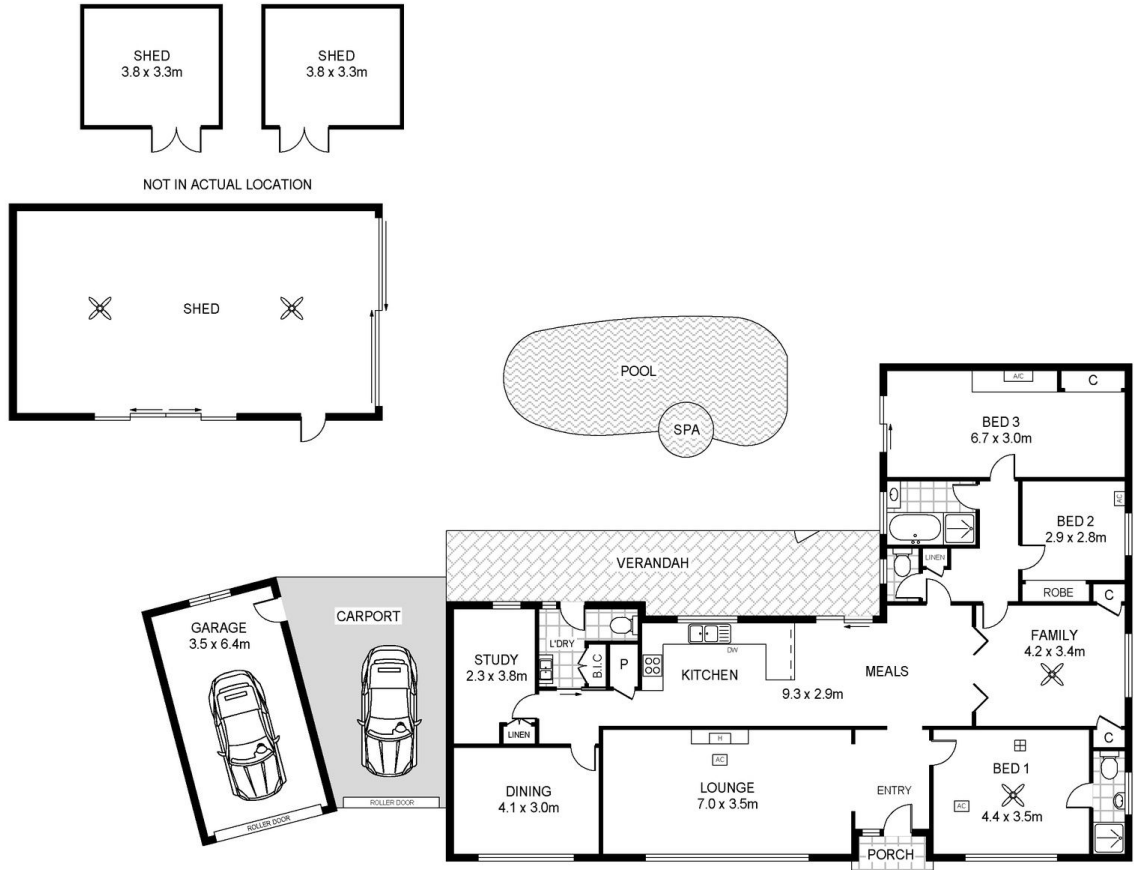 SHED
3.8 x 3.3m
SHED
3.8 x 3.3m
NOT IN ACTUAL LOCATION
SHED
POOL
SPA
A/C
C
BED 3
6.7 x 3.0m
AC
BED 2
2.9 x 2.8m
LINEN
ROBE
C
VERANDAH
CARPORT
GARAGE
3.5 x 6.4m
ROLLER DOOR
ROLLER DOOR
STUDY
2.3 x 3.8m
L'DRY
B.I.C
P
LINEN
DW
KITCHEN
MEALS
9.3 x 2.9m
FAMILY
4.2 x 3.4m
C
DINING
4.1 x 3.0m
H
AC
LOUNGE
7.0 x 3.5m
ENTRY
BED 1
AC
4.4 x 3.5m
PORCH